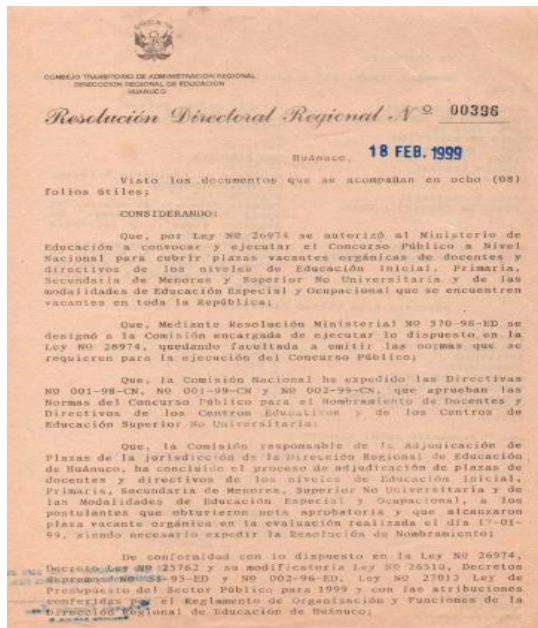 CONSEJO TRANSITORIO DE ADMINISTRACION REGIONAL
DIRECCION REGIONAL DE EDUCACION
HUANUCO
Resolución Directoral Regional Nº 00396
Huánuco, 18 FEB. 1999
Visto los documentos que se acompañan en ocho (08)
folios útiles;
CONSIDERANDO:
Que, por Ley Nº 26974 se autorizó al Ministerio de
Educación a convocar y ejecutar el Concurso Público a Nivel
Nacional para cubrir plazas vacantes orgánicas de docentes y
directivos de los niveles de Educación Inicial, Primaria,
Secundaria de Menores y Superior No Universitaria y de las
modalidades de Educación Especial y Ocupacional que se encuentren
vacantes en toda la República;
Que, Mediante Resolución Ministerial Nº 570-98-ED se
designó a la Comisión encargada de ejecutar lo dispuesto en la
Ley Nº 26974, quedando facultada a emitir las normas que se
requieren para la ejecución del Concurso Público;
Que, la Comisión Nacional ha expedido las Directivas
Nº 001-98-CN, Nº 001-99-CN y Nº 002-99-CN, que aprueban las
Normas del Concurso Público para el Nombramiento de Docentes y
Directivos de los Centros Educativos y de los Centros de
Educación Superior No Universitaria;
Que, la Comisión responsable de la Adjudicación de
Plazas de la jurisdicción de la Dirección Regional de Educación
de Huánuco, ha concluido el proceso de adjudicación de plazas de
docentes y directivos de los niveles de Educación Inicial,
Primaria, Secundaria de Menores, Superior No Universitaria y de
las Modalidades de Educación Especial y Ocupacional, a los
postulantes que obtuvieron nota aprobatoria y que alcanzaron
plaza vacante orgánica en la evaluación realizada el día 17-01-
99, siendo necesario expedir la Resolución de Nombramiento;
De conformidad con lo dispuesto en la Ley Nº 26974,
Decreto Ley Nº 25762 y su modificatoria Ley Nº 26510, Decretos
Supremos -95-ED y Nº 002-96-ED, Ley Nº 27013 Ley de
Presupuesto del Sector Público para 1999 y con las atribuciones
conferidas por el Reglamento de Organización y Funciones de la
Dirección Regional de Educación de Huánuco;